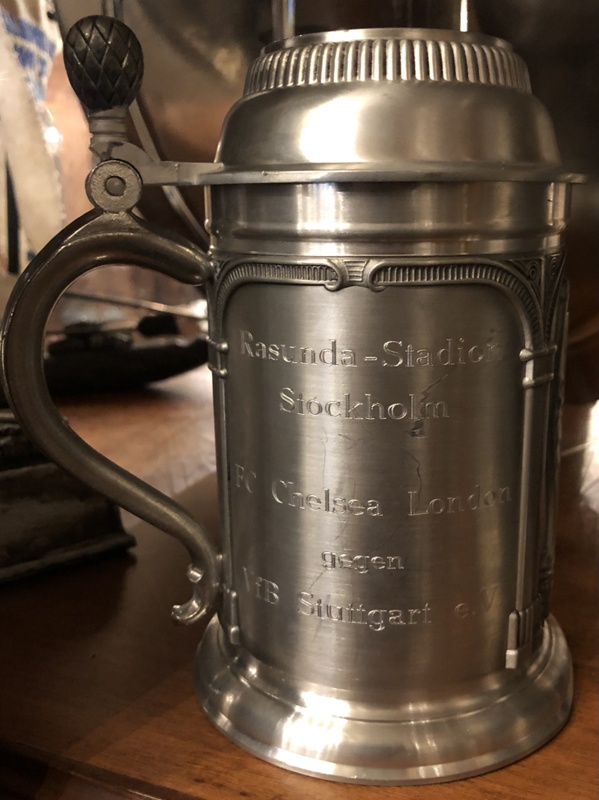 Rasunda-Stadion
Stockholm
FC Chelsea London
gegen
VfB Stuttgart e.V